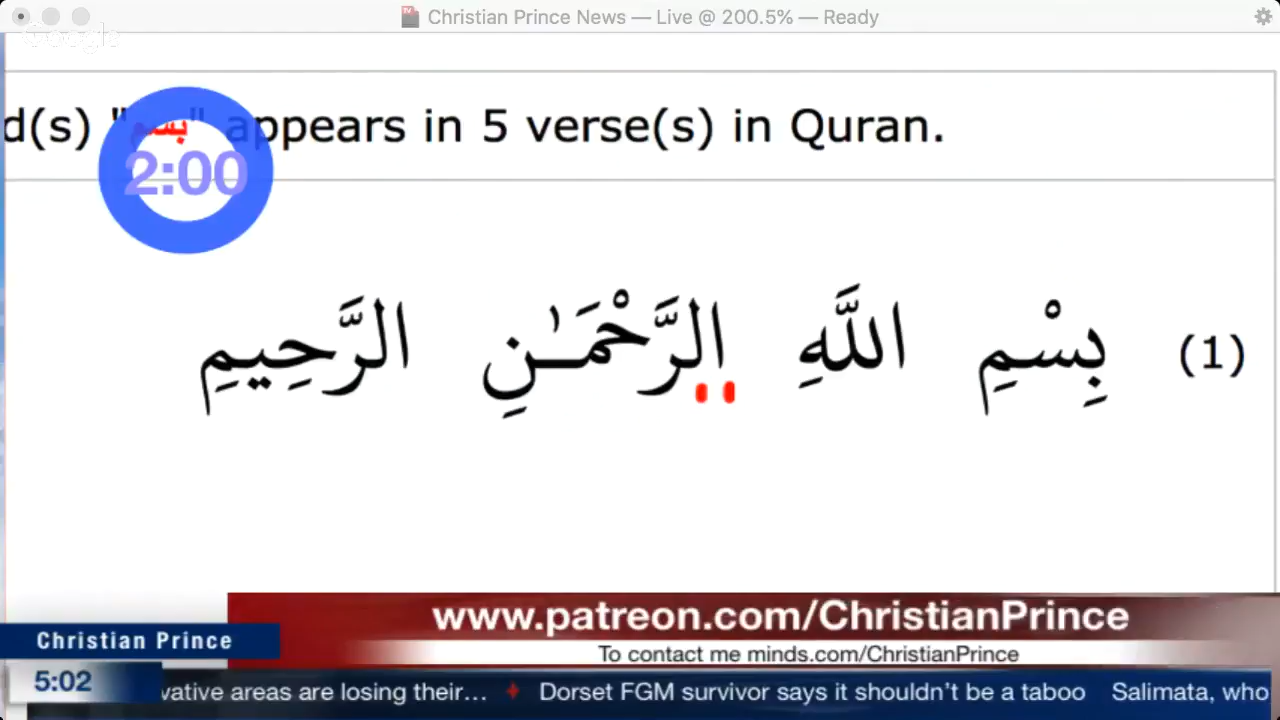 Christian Prince News — Live @ 200.5% — Ready
Google
d(s) "بسم" appears in 5 verse(s) in Quran.
2:00
(1) بِسْمِ اللَّهِ الرَّحْمَـٰنِ الرَّحِيمِ
www.patreon.com/ChristianPrince
Christian Prince
To contact me minds.com/ChristianPrince
5:02
vative areas are losing their... ♦ Dorset FGM survivor says it shouldn't be a taboo Salimata, who